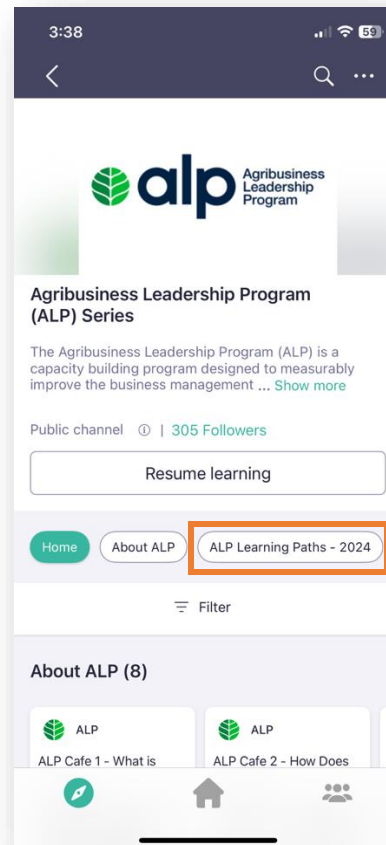 3:38
59
alp Agribusiness
Leadership
Program
Agribusiness Leadership Program
(ALP) Series
The Agribusiness Leadership Program (ALP) is a
capacity building program designed to measurably
improve the business management ... Show more
Public channel ⓘ | 305 Followers
Resume learning
Home About ALP ALP Learning Paths - 2024
Filter
About ALP (8)
ALP ALP
ALP Cafe 1 - What is ALP Cafe 2 - How Does